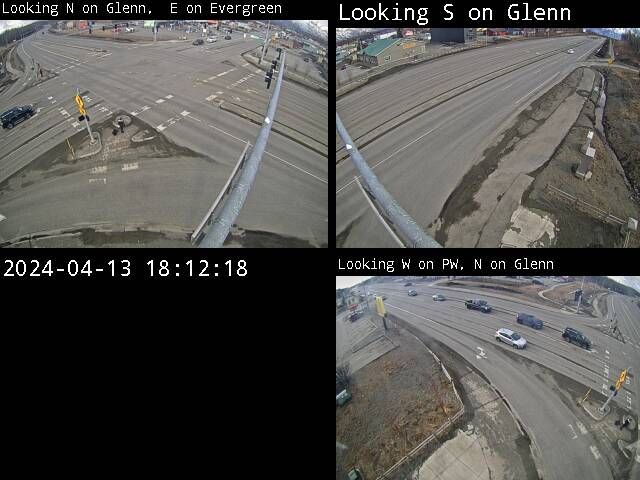 Looking N on Glenn, E on Evergreen
Looking S on Glenn
2024-04-13 18:12:18
Looking W on PW, N on Glenn